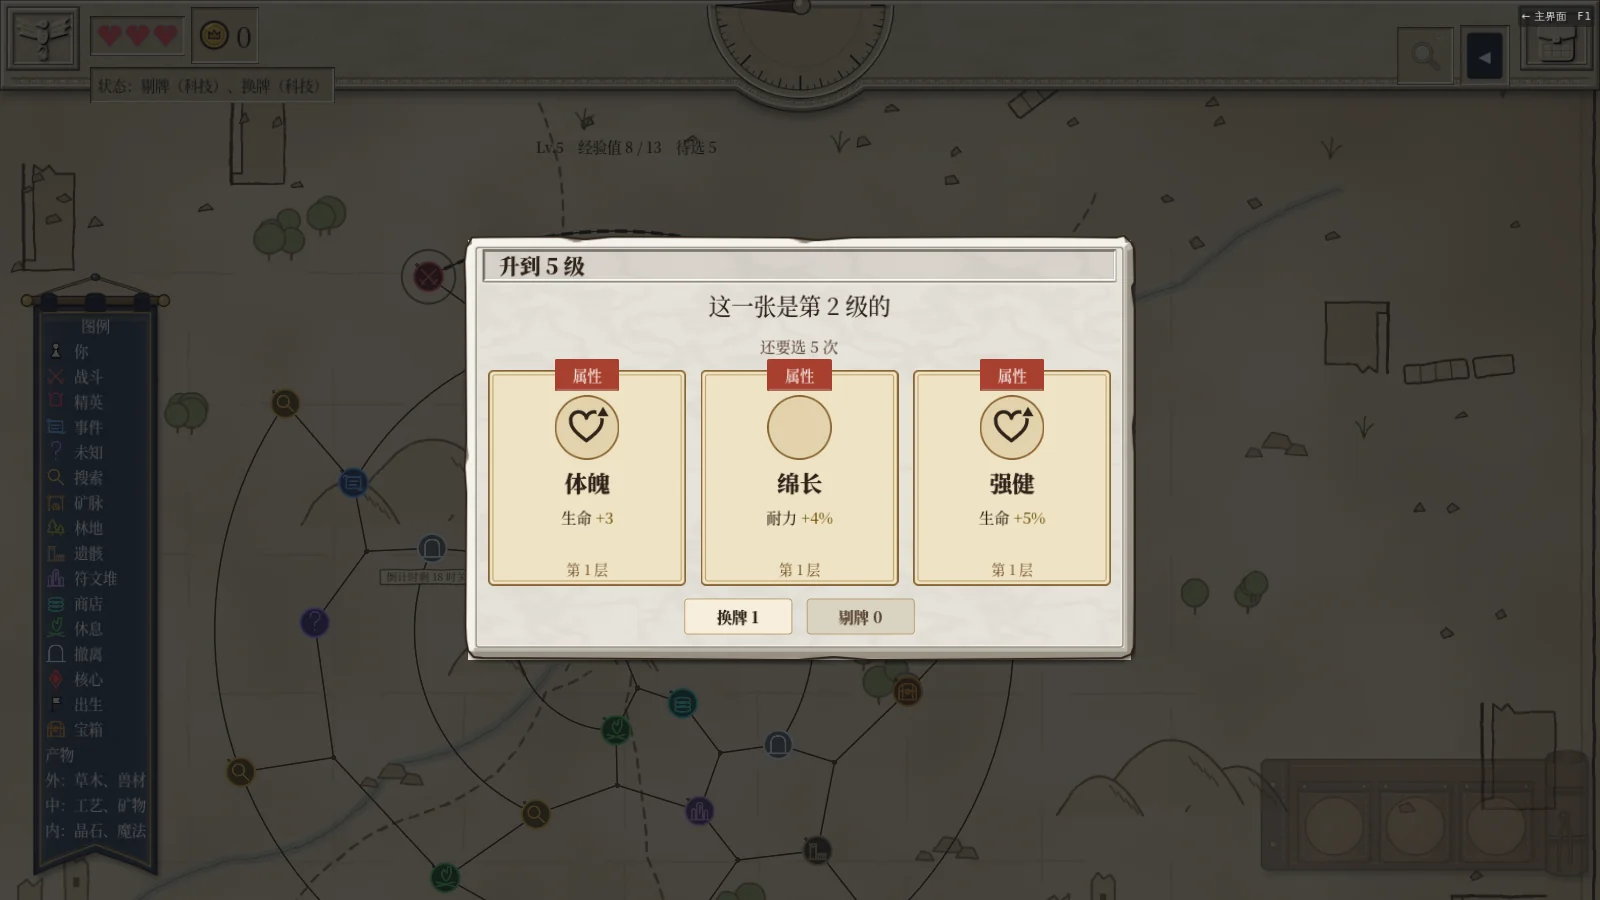 0
← 主界面 F1
状态：剔牌（科技）、换牌（科技）
Lv.5 经验值 8 / 13 待选 5
升到 5 级
这一张是第 2 级的
还要选 5 次
属性
体魄
生命 +3
第 1 层
属性
绵长
耐力 +4%
第 1 层
属性
强健
生命 +5%
第 1 层
换牌 1
剔牌 0
图例
你
战斗
精英
事件
未知
搜索
矿脉
林地
遗骸
符文堆
商店
休息
撤离
核心
出生
宝箱
产物
外：草木、兽材
中：工艺、矿物
内：晶石、魔法
倒计时剩 18 时